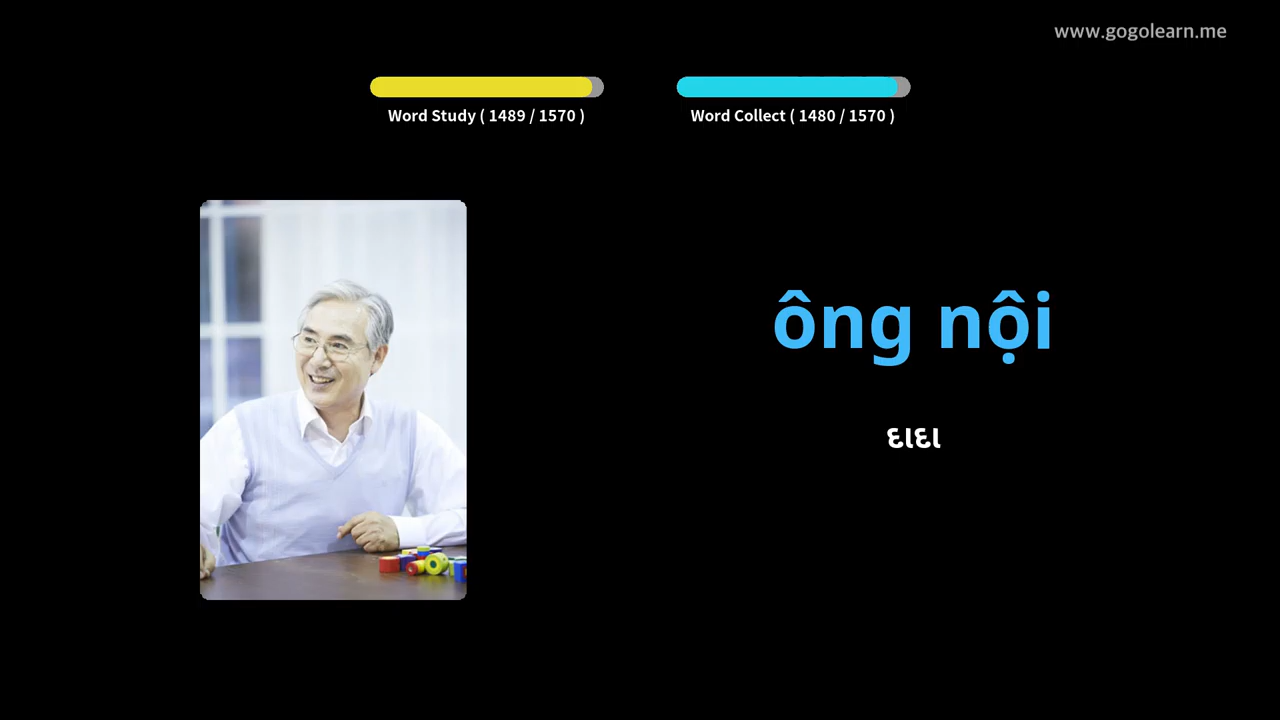 www.gogolearn.me
Word Study ( 1489 / 1570 )
Word Collect ( 1480 / 1570 )
ông nội
દાદા